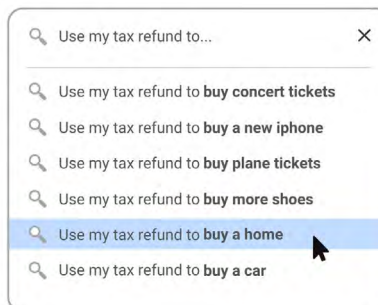 Use my tax refund to...
Use my tax refund to buy concert tickets
Use my tax refund to buy a new iphone
Use my tax refund to buy plane tickets
Use my tax refund to buy more shoes
Use my tax refund to buy a home
Use my tax refund to buy a car